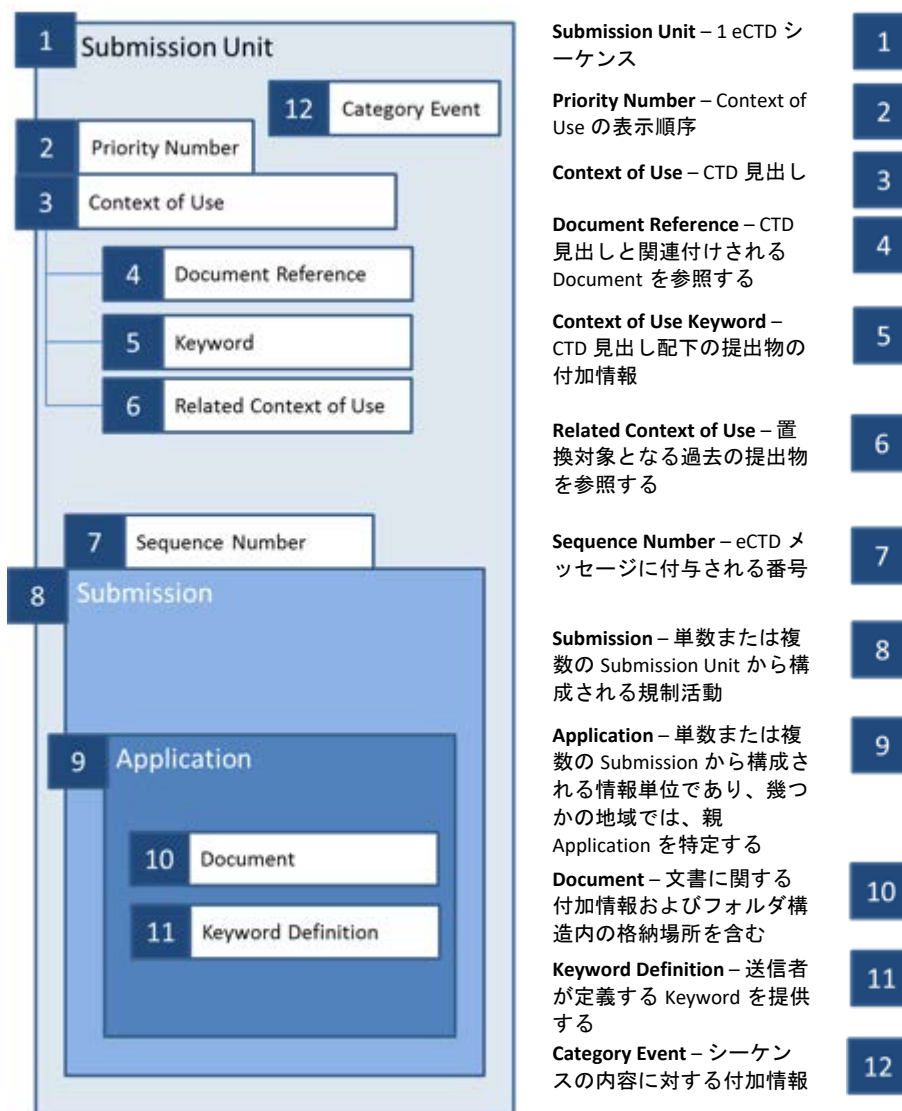 1
Submission Unit
12
Category Event
2
Priority Number
3
Context of Use
4
Document Reference
5
Keyword
6
Related Context of Use
7
Sequence Number
8
Submission
9
Application
10
Document
11
Keyword Definition
Submission Unit – 1 eCTD シ
ーケンス
1
Priority Number – Context of
Use の表示順序
2
Context of Use – CTD 見出し
3
Document Reference – CTD
見出しと関連付けされる
Document を参照する
4
Context of Use Keyword –
CTD 見出し配下の提出物の
付加情報
5
Related Context of Use – 置
換対象となる過去の提出物
を参照する
6
Sequence Number – eCTD メ
ッセージに付与される番号
7
Submission – 単数または複
数の Submission Unit から構
成される規制活動
8
Application – 単数または複
数の Submission から構成さ
れる情報単位であり、幾つ
かの地域では、親
Application を特定する
9
Document – 文書に関する
付加情報およびフォルダ構
造内の格納場所を含む
10
Keyword Definition – 送信者
が定義する Keyword を提供
する
11
Category Event – シーケン
スの内容に対する付加情報
12